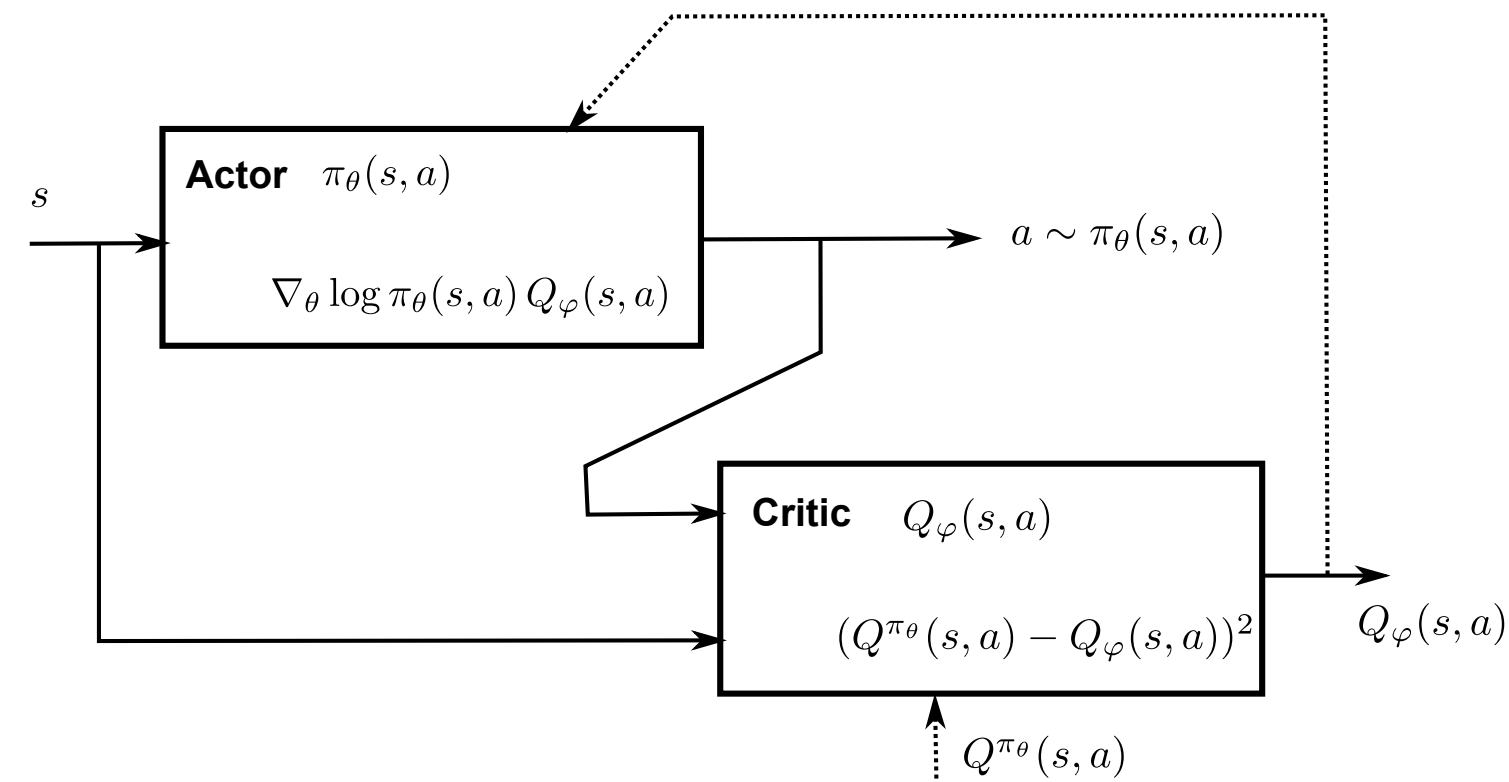 s
Actor π_θ(s, a)
a ∼ π_θ(s, a)
∇_θ log π_θ(s, a) Q_φ(s, a)
Critic Q_φ(s, a)
(Q^{π_θ}(s, a) − Q_φ(s, a))²
Q_φ(s, a)
Q^{π_θ}(s, a)